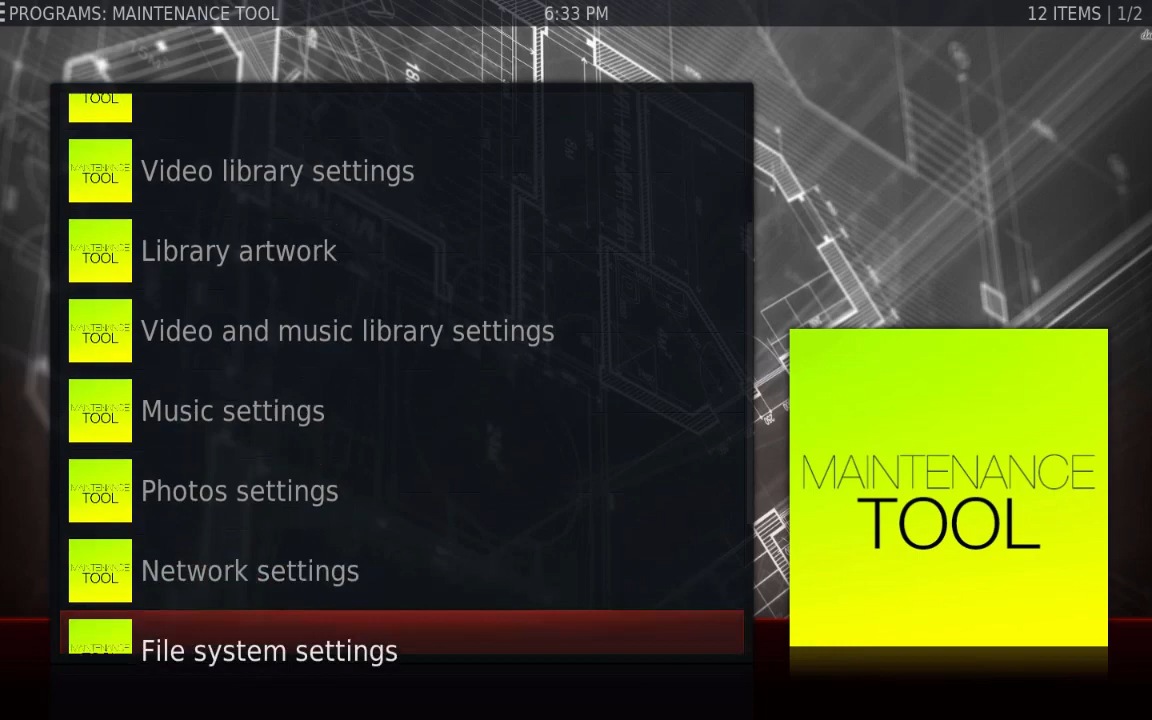 PROGRAMS: MAINTENANCE TOOL
6:33 PM
12 ITEMS | 1/2
TOOL
MAINTENANCE
TOOL
Video library settings
MAINTENANCE
TOOL
Library artwork
MAINTENANCE
TOOL
Video and music library settings
MAINTENANCE
TOOL
Music settings
MAINTENANCE
TOOL
Photos settings
MAINTENANCE
TOOL
Network settings
MAINTENANCE
File system settings
MAINTENANCE
TOOL